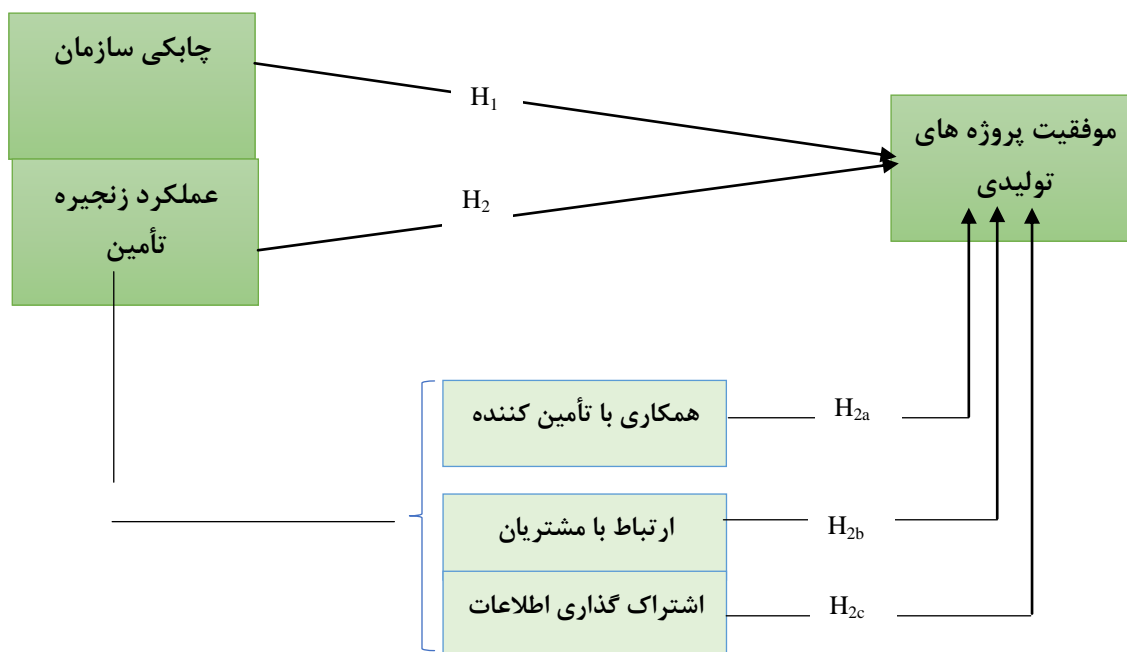 چابکی سازمان
H₁
موفقیت پروژه های
تولیدی
عملکرد زنجیره
تأمین
H₂
همکاری با تأمین کننده
H₂ₐ
ارتباط با مشتریان
H2b
اشتراک گذاری اطلاعات
H2c